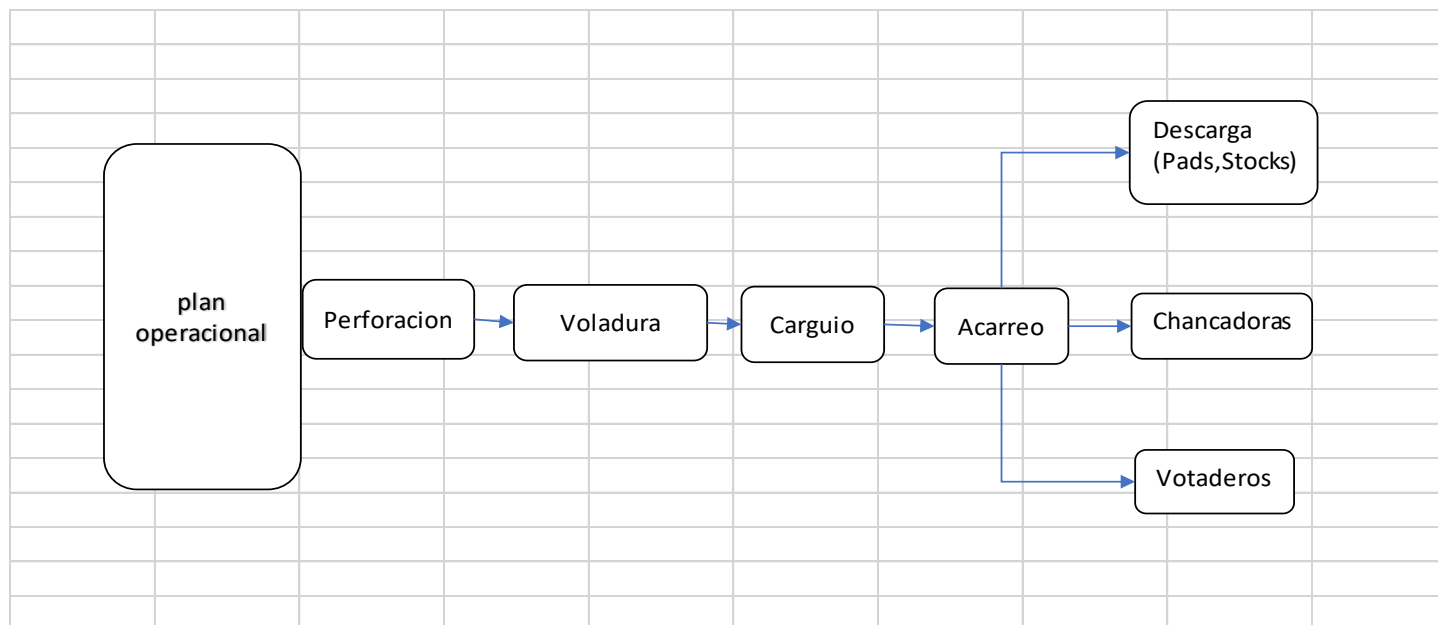 plan
operacional
Perforacion
Voladura
Carguio
Acarreo
Descarga
(Pads,Stocks)
Chancadoras
Votaderos